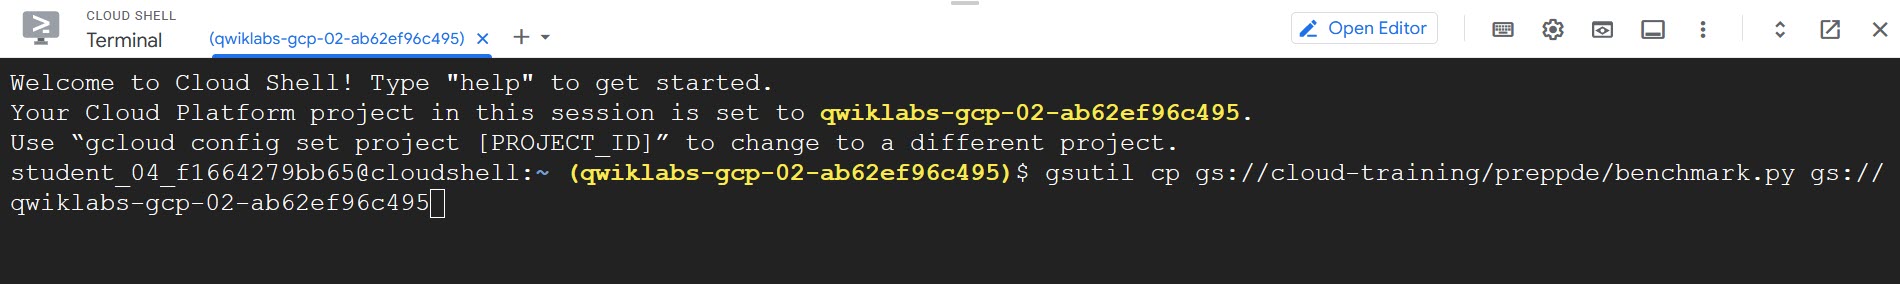 CLOUD SHELL
Terminal
(qwiklabs-gcp-02-ab62ef96c495)
Open Editor
Welcome to Cloud Shell! Type "help" to get started.
Your Cloud Platform project in this session is set to qwiklabs-gcp-02-ab62ef96c495.
Use “gcloud config set project [PROJECT_ID]” to change to a different project.
student_04_f1664279bb65@cloudshell:~ (qwiklabs-gcp-02-ab62ef96c495)$ gsutil cp gs://cloud-training/preppde/benchmark.py gs://
qwiklabs-gcp-02-ab62ef96c495